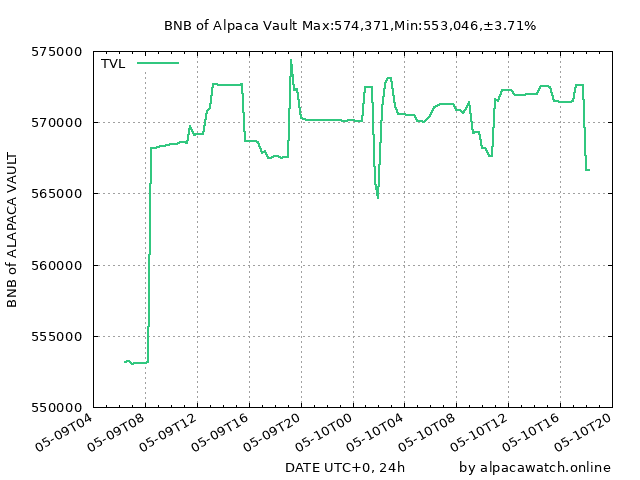 BNB of Alpaca Vault Max:574,371,Min:553,046,±3.71%
575000
TVL
570000
565000
560000
555000
550000
BNB of ALAPACA VAULT
05-09T04
05-09T08
05-09T12
05-09T16
05-09T20
05-10T00
05-10T04
05-10T08
05-10T12
05-10T16
05-10T20
DATE UTC+0, 24h
by alpacawatch.online